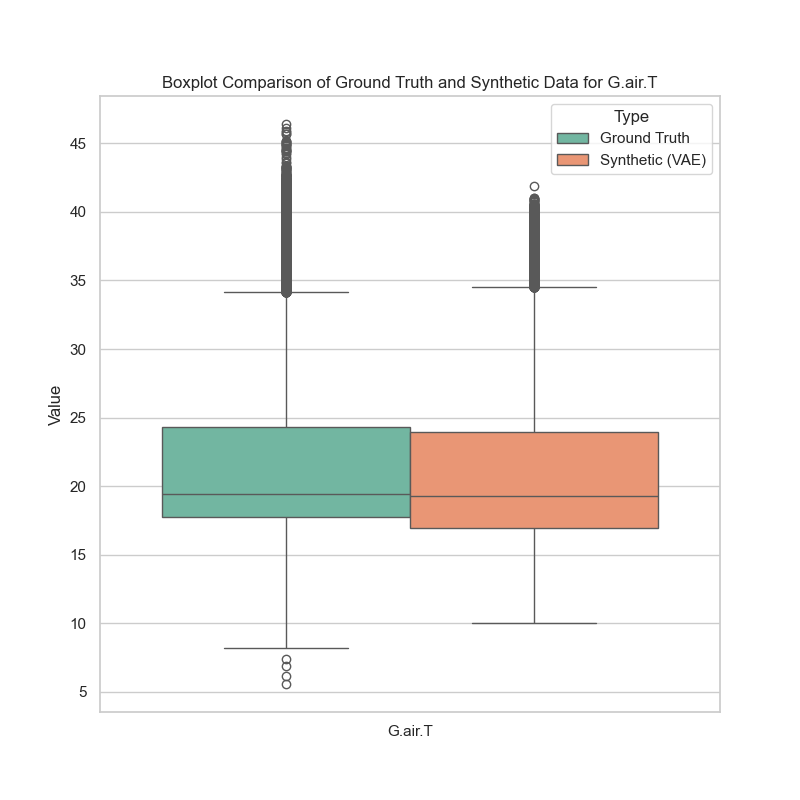 Boxplot Comparison of Ground Truth and Synthetic Data for G.air.T
Type
Ground Truth
Synthetic (VAE)
45
40
35
30
25
20
15
10
5
Value
G.air.T